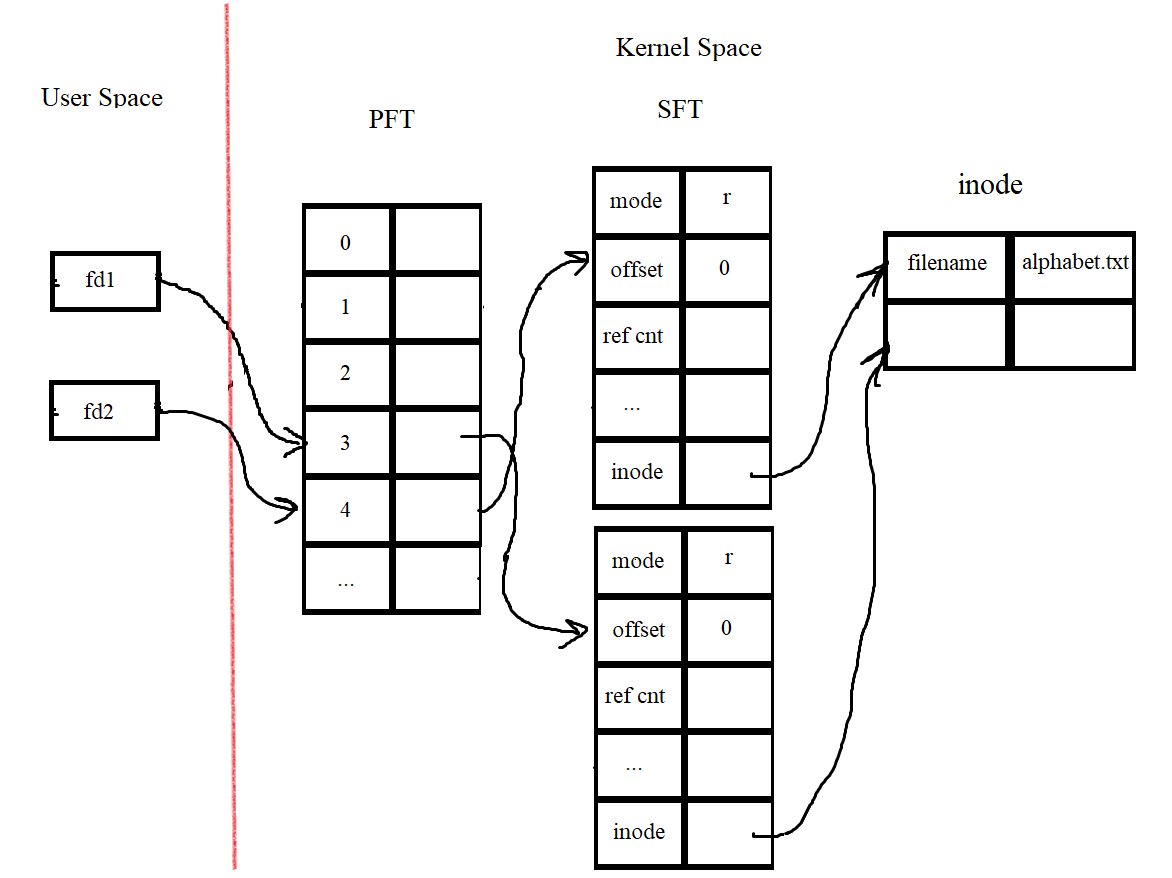 Kernel Space
User Space
PFT
SFT
inode
fd1
fd2
0
1
2
3
4
...
mode r
offset 0
ref cnt
...
inode
mode r
offset 0
ref cnt
...
inode
filename alphabet.txt